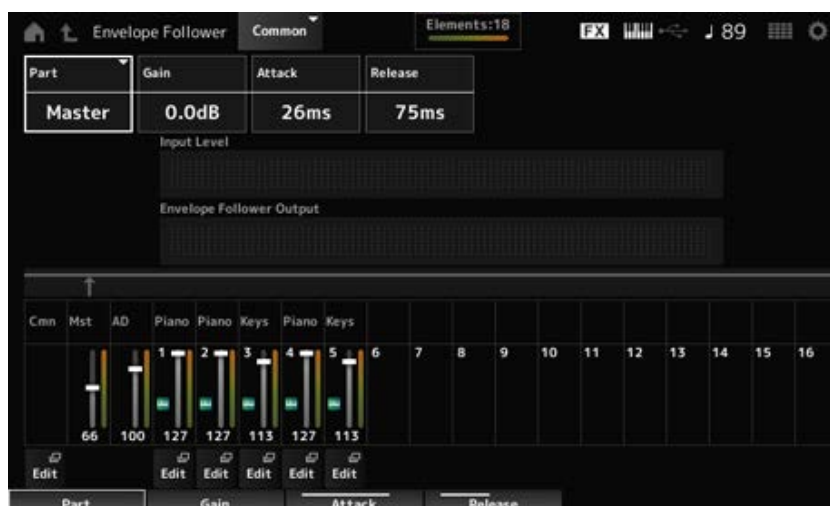 Envelope Follower Common Elements:18 FX ♩ 89
Part Gain Attack Release
Master 0.0dB 26ms 75ms
Input Level
Envelope Follower Output
Cmn Mst AD Piano Piano Keys Piano Keys
1 2 3 4 5 6 7 8 9 10 11 12 13 14 15 16
66 100 127 127 113 127 113
Edit Edit Edit Edit Edit Edit
Part Gain Attack Release